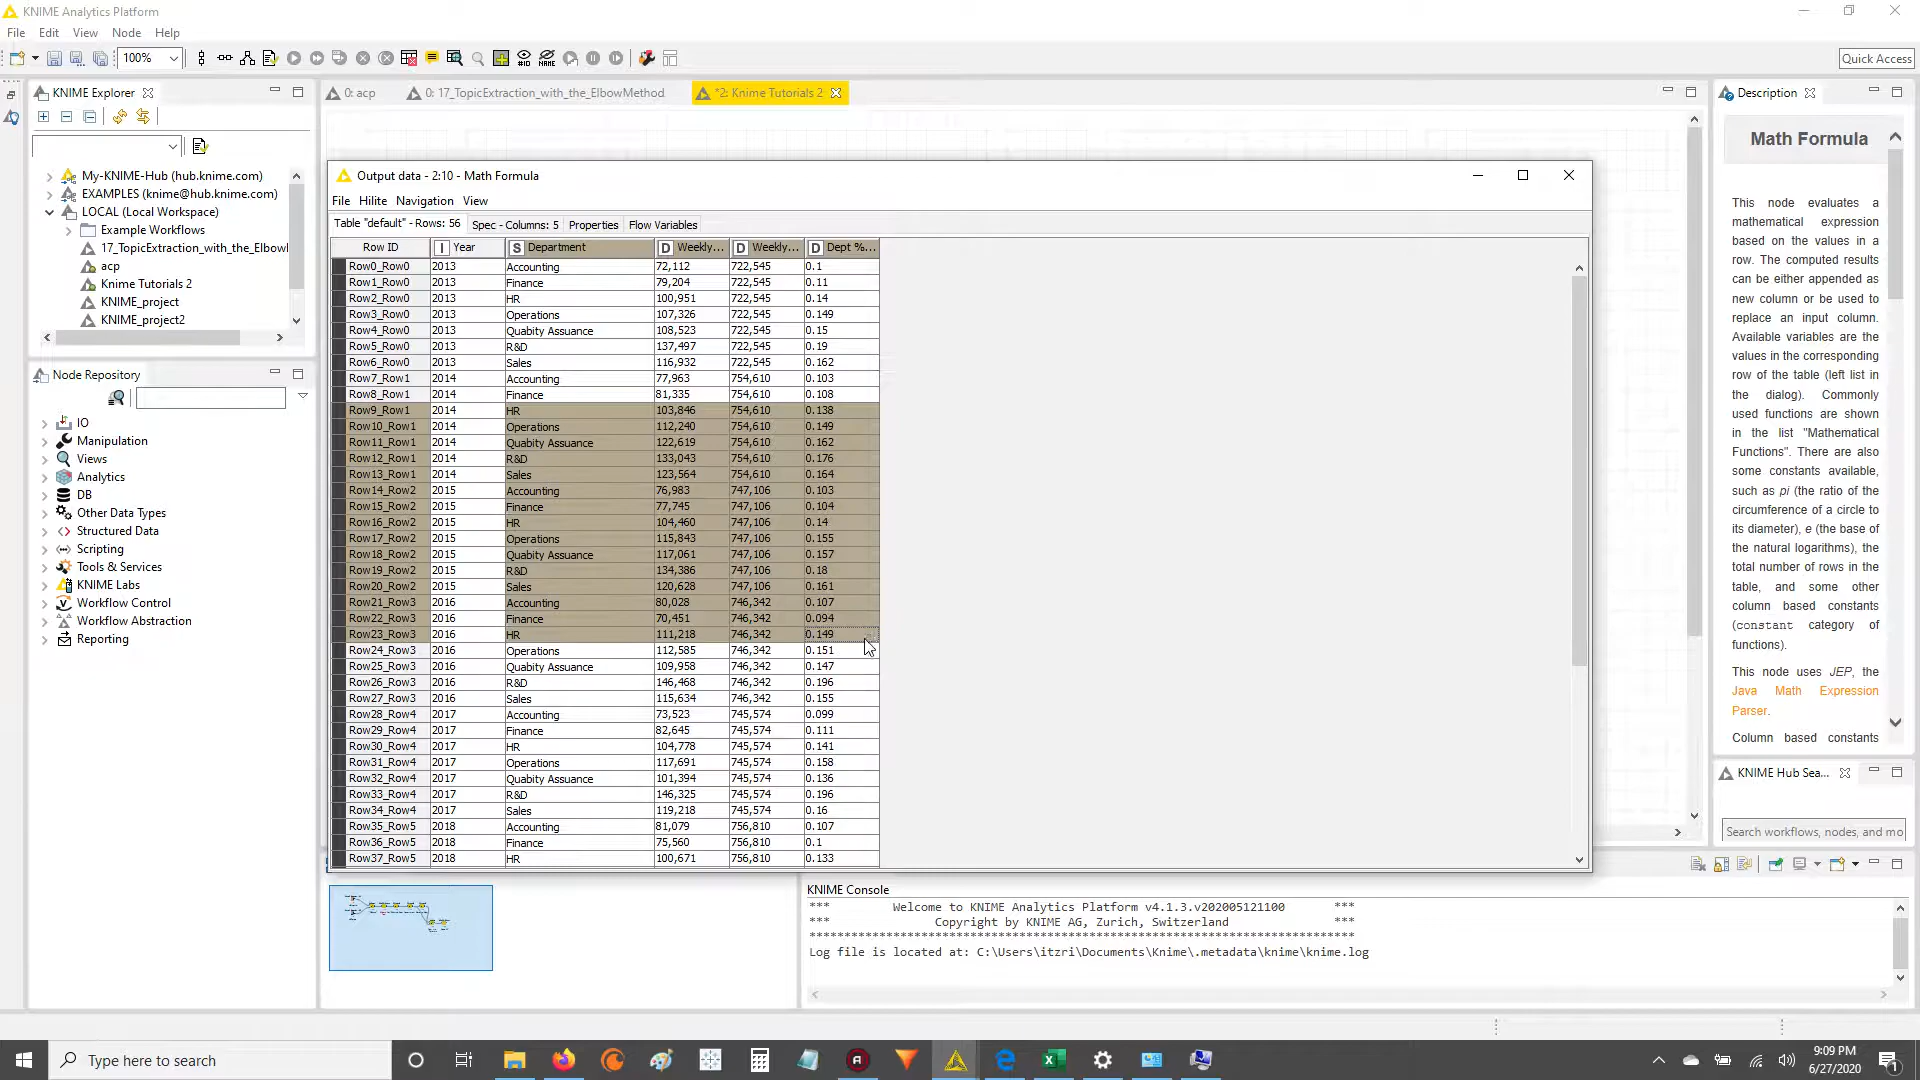 KNIME Analytics Platform
File Edit View Node Help
100%
Quick Access
KNIME Explorer
My-KNIME-Hub (hub.knime.com)
EXAMPLES (knime@hub.knime.com)
LOCAL (Local Workspace)
Example Workflows
17_TopicExtraction_with_the_Elbow
acp
Knime Tutorials 2
KNIME_project
KNIME_project2
Node Repository
IO
Manipulation
Views
Analytics
DB
Other Data Types
Structured Data
Scripting
Tools & Services
KNIME Labs
Workflow Control
Workflow Abstraction
Reporting
0: acp
0: 17_TopicExtraction_with_the_ElbowMethod
*2: Knime Tutorials 2
Output data - 2:10 - Math Formula
File Hilite Navigation View
Table "default" - Rows: 56 Spec - Columns: 5 Properties Flow Variables
Row ID I Year S Department D Weekly... D Weekly... D Dept %...
Row0_Row0 2013 Accounting 72,112 722,545 0.1
Row1_Row0 2013 Finance 79,204 722,545 0.11
Row2_Row0 2013 HR 100,951 722,545 0.14
Row3_Row0 2013 Operations 107,326 722,545 0.149
Row4_Row0 2013 Quabity Assuance 108,523 722,545 0.15
Row5_Row0 2013 R&D 137,497 722,545 0.19
Row6_Row0 2013 Sales 116,932 722,545 0.162
Row7_Row1 2014 Accounting 77,963 754,610 0.103
Row8_Row1 2014 Finance 81,335 754,610 0.108
Row9_Row1 2014 HR 103,846 754,610 0.138
Row10_Row1 2014 Operations 112,240 754,610 0.149
Row11_Row1 2014 Quabity Assuance 122,619 754,610 0.162
Row12_Row1 2014 R&D 133,043 754,610 0.176
Row13_Row1 2014 Sales 123,564 754,610 0.164
Row14_Row2 2015 Accounting 76,983 747,106 0.103
Row15_Row2 2015 Finance 77,745 747,106 0.104
Row16_Row2 2015 HR 104,460 747,106 0.14
Row17_Row2 2015 Operations 115,843 747,106 0.155
Row18_Row2 2015 Quabity Assuance 117,061 747,106 0.157
Row19_Row2 2015 R&D 134,386 747,106 0.18
Row20_Row2 2015 Sales 120,628 747,106 0.161
Row21_Row3 2016 Accounting 80,028 746,342 0.107
Row22_Row3 2016 Finance 70,451 746,342 0.094
Row23_Row3 2016 HR 111,218 746,342 0.149
Row24_Row3 2016 Operations 112,585 746,342 0.151
Row25_Row3 2016 Quabity Assuance 109,958 746,342 0.147
Row26_Row3 2016 R&D 146,468 746,342 0.196
Row27_Row3 2016 Sales 115,634 746,342 0.155
Row28_Row4 2017 Accounting 73,523 745,574 0.099
Row29_Row4 2017 Finance 82,645 745,574 0.111
Row30_Row4 2017 HR 104,778 745,574 0.141
Row31_Row4 2017 Operations 117,691 745,574 0.158
Row32_Row4 2017 Quabity Assuance 101,394 745,574 0.136
Row33_Row4 2017 R&D 146,325 745,574 0.196
Row34_Row4 2017 Sales 119,218 745,574 0.16
Row35_Row5 2018 Accounting 81,079 756,810 0.107
Row36_Row5 2018 Finance 75,560 756,810 0.1
Row37_Row5 2018 HR 100,671 756,810 0.133
Description
Math Formula
This node evaluates a
mathematical expression
based on the values in a
row. The computed results
can be either appended as
new column or be used to
replace an input column.
Available variables are the
values in the corresponding
row of the table (left list in
the dialog). Commonly
used functions are shown
in the list "Mathematical
Functions". There are also
some constants available,
such as pi (the ratio of the
circumference of a circle to
its diameter), e (the base of
the natural logarithms), the
total number of rows in the
table, and some other
column based constants
(constant category of
functions).
This node uses JEP, the
Java Math Expression
Parser.
Column based constants
KNIME Hub Sea...
Search workflows, nodes, and mo
KNIME Console
*** Welcome to KNIME Analytics Platform v4.1.3.v202005121100 ***
*** Copyright by KNIME AG, Zurich, Switzerland ***
Log file is located at: C:\Users\itzri\Documents\Knime\.metadata\knime\knime.log
Type here to search
9:09 PM
6/27/2020
1